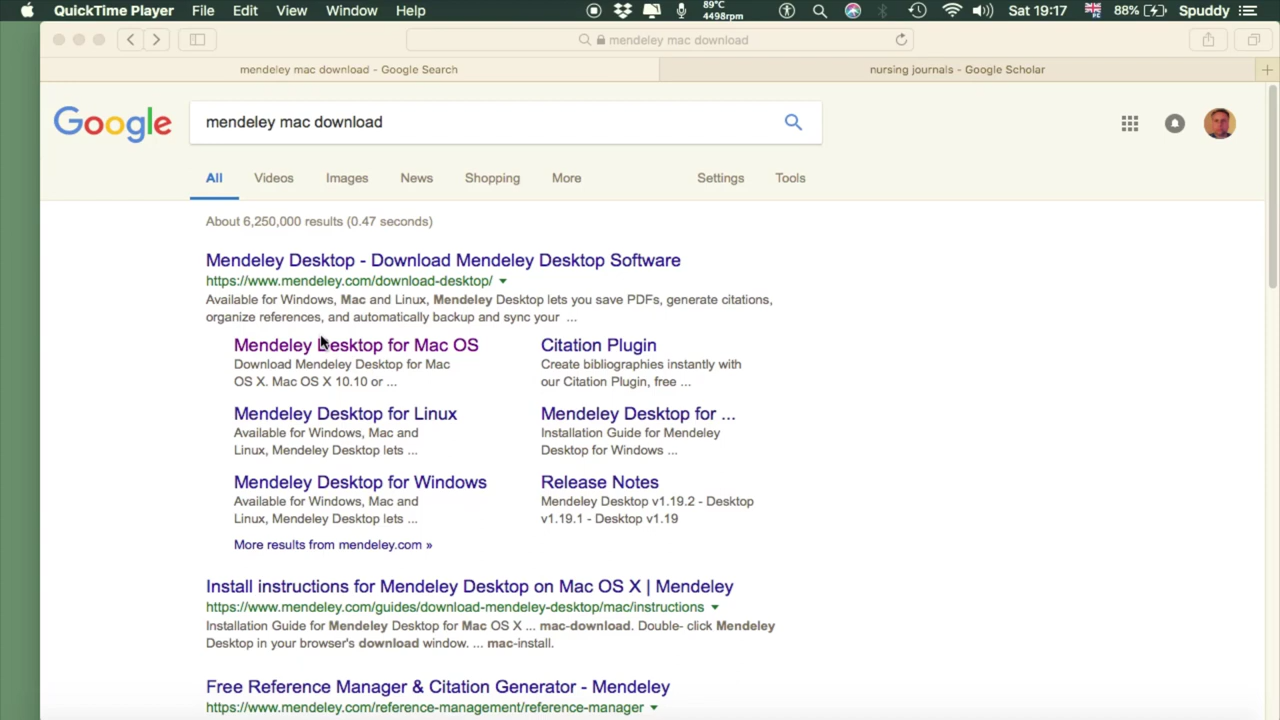 QuickTime Player File Edit View Window Help 89°C 4498rpm Sat 19:17 88% Spuddy
mendeley mac download
mendeley mac download - Google Search
nursing journals - Google Scholar
Google
mendeley mac download
All Videos Images News Shopping More Settings Tools
About 6,250,000 results (0.47 seconds)
Mendeley Desktop - Download Mendeley Desktop Software
https://www.mendeley.com/download-desktop/
Available for Windows, Mac and Linux, Mendeley Desktop lets you save PDFs, generate citations,
organize references, and automatically backup and sync your ...
Mendeley Desktop for Mac OS
Download Mendeley Desktop for Mac
OS X. Mac OS X 10.10 or ...
Citation Plugin
Create bibliographies instantly with
our Citation Plugin, free ...
Mendeley Desktop for Linux
Available for Windows, Mac and
Linux, Mendeley Desktop lets ...
Mendeley Desktop for ...
Installation Guide for Mendeley
Desktop for Windows ...
Mendeley Desktop for Windows
Available for Windows, Mac and
Linux, Mendeley Desktop lets ...
Release Notes
Mendeley Desktop v1.19.2 - Desktop
v1.19.1 - Desktop v1.19
More results from mendeley.com »
Install instructions for Mendeley Desktop on Mac OS X | Mendeley
https://www.mendeley.com/guides/download-mendeley-desktop/mac/instructions
Installation Guide for Mendeley Desktop for Mac OS X ... mac-download. Double- click Mendeley
Desktop in your browser's download window. ... mac-install.
Free Reference Manager & Citation Generator - Mendeley
https://www.mendeley.com/reference-management/reference-manager